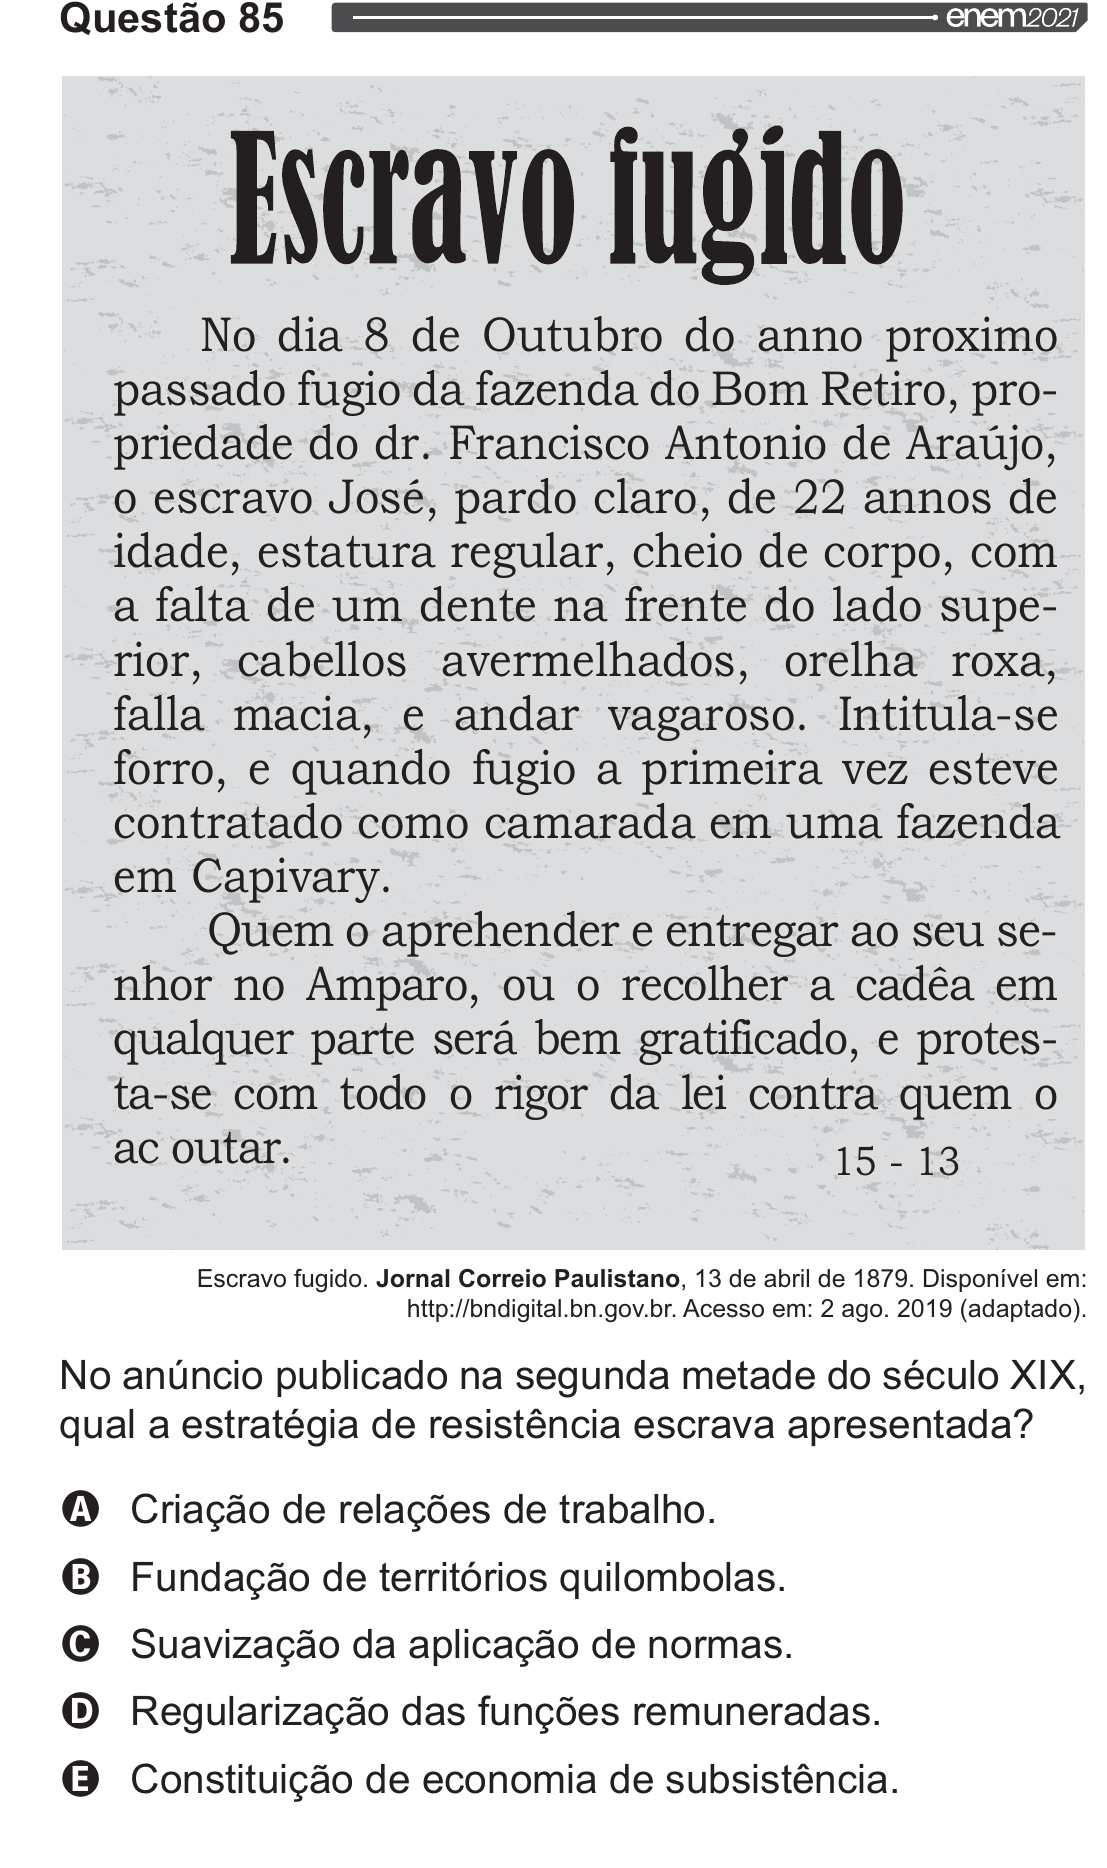 Questão 85
enem2021
Escravo fugido
No dia 8 de Outubro do anno proximo
passado fugio da fazenda do Bom Retiro, pro-
priedade do dr. Francisco Antonio de Araújo,
o escravo José, pardo claro, de 22 annos de
idade, estatura regular, cheio de corpo, com
a falta de um dente na frente do lado supe-
rior, cabellos avermelhados, orelha roxa,
falla macia, e andar vagaroso. Intitula-se
forro, e quando fugio a primeira vez esteve
contratado como camarada em uma fazenda
em Capivary.
Quem o aprehender e entregar ao seu se-
nhor no Amparo, ou o recolher a cadêa em
qualquer parte será bem gratificado, e protes-
ta-se com todo o rigor da lei contra quem o
ac outar.
15 - 13
Escravo fugido. Jornal Correio Paulistano, 13 de abril de 1879. Disponível em:
http://bndigital.bn.gov.br. Acesso em: 2 ago. 2019 (adaptado).
No anúncio publicado na segunda metade do século XIX,
qual a estratégia de resistência escrava apresentada?
A Criação de relações de trabalho.
B Fundação de territórios quilombolas.
C Suavização da aplicação de normas.
D Regularização das funções remuneradas.
E Constituição de economia de subsistência.